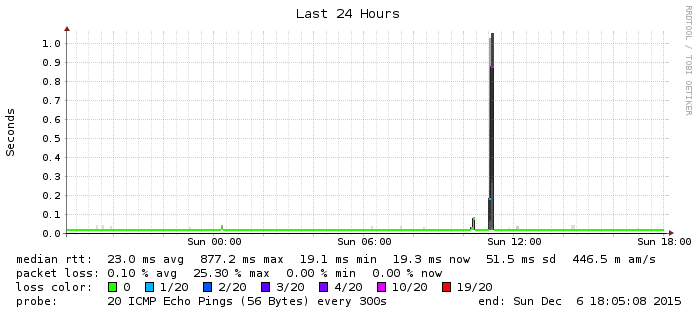 Last 24 Hours
RRDTOOL / TOBI OETIKER
Seconds
1.0
0.9
0.8
0.7
0.6
0.5
0.4
0.3
0.2
0.1
0.0
Sun 00:00 Sun 06:00 Sun 12:00 Sun 18:00
median rtt: 23.0 ms avg 877.2 ms max 19.1 ms min 19.3 ms now 51.5 ms sd 446.5 m am/s
packet loss: 0.10 % avg 25.30 % max 0.00 % min 0.00 % now
loss color: 0 1/20 2/20 3/20 4/20 10/20 19/20
probe: 20 ICMP Echo Pings (56 Bytes) every 300s end: Sun Dec 6 18:05:08 2015